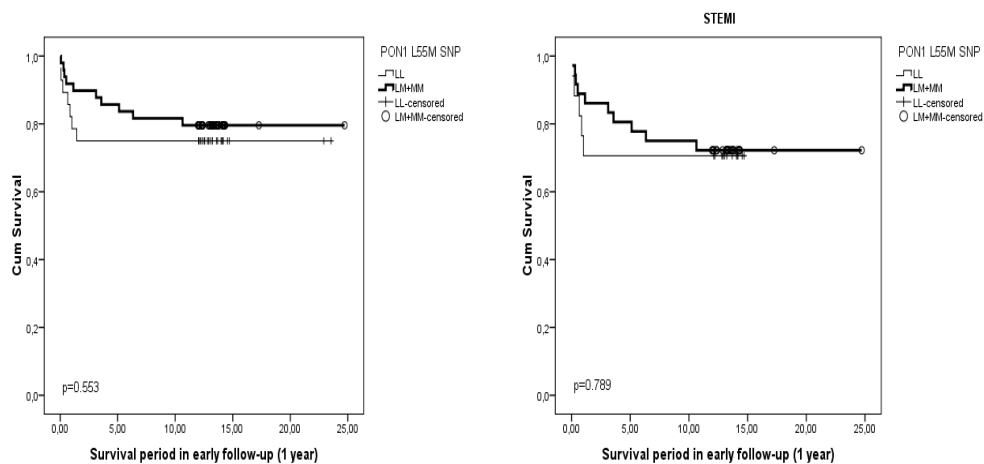 PON1 L55M SNP
LL
LM+MM
LL-censored
LM+MM-censored
1,0
0,8
0,6
0,4
0,2
0,0
Cum Survival
p=0.553
0,00 5,00 10,00 15,00 20,00 25,00
Survival period in early follow-up (1 year)
STEMI
PON1 L55M SNP
LL
LM+MM
LL-censored
LM+MM-censored
1,0
0,8
0,6
0,4
0,2
0,0
Cum Survival
p=0.789
0,00 5,00 10,00 15,00 20,00 25,00
Survival period in early follow-up (1 year)